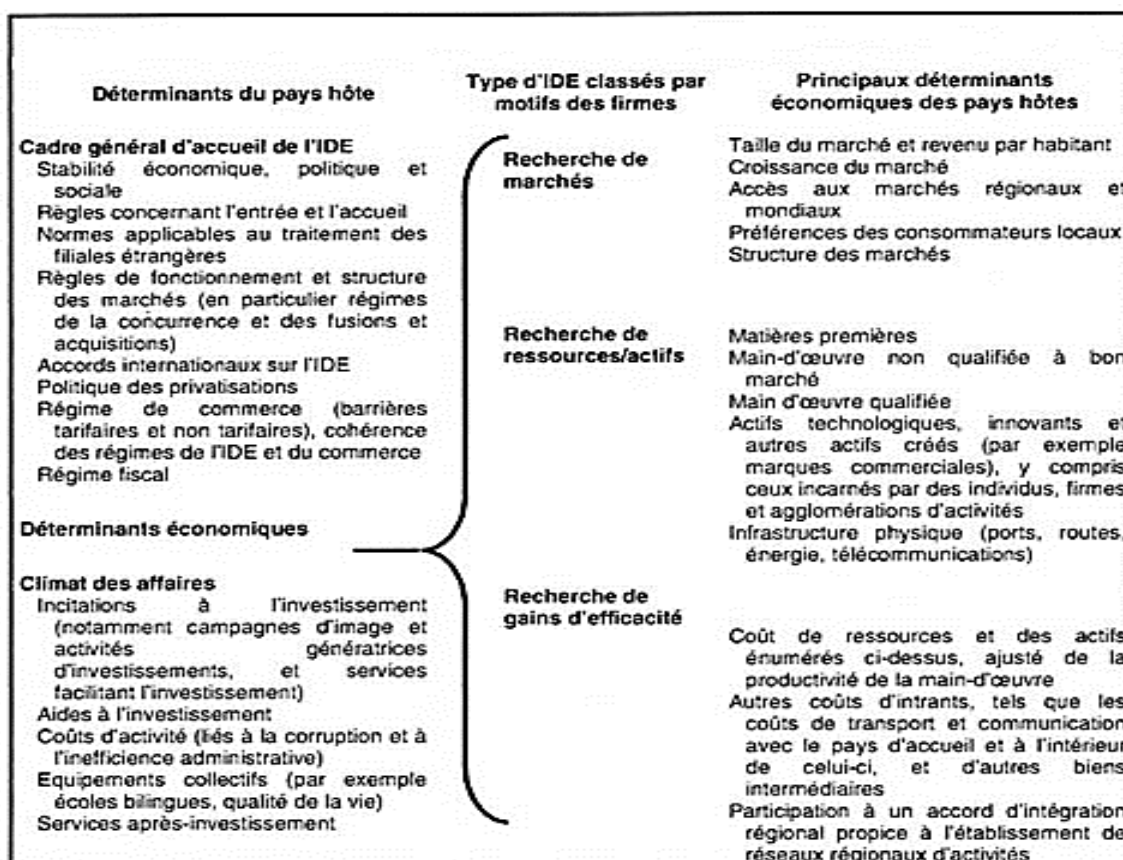 Déterminants du pays hôte
Cadre général d'accueil de l'IDE
Stabilité économique, politique et
sociale
Règles concernant l'entrée et l'accueil
Normes applicables au traitement des
filiales étrangères
Règles de fonctionnement et structure
des marchés (en particulier régimes
de la concurrence et des fusions et
acquisitions)
Accords internationaux sur l'IDE
Politique des privatisations
Régime de commerce (barrières
tarifaires et non tarifaires), cohérence
des régimes de l'IDE et du commerce
Régime fiscal
Déterminants économiques
Climat des affaires
Incitations à l'investissement
(notamment campagnes d'image et
activités génératrices
d'investissements, et services
facilitant l'investissement)
Aides à l'investissement
Coûts d'activité (liés à la corruption et à
l'inefficience administrative)
Equipements collectifs (par exemple
écoles bilingues, qualité de la vie)
Services après-investissement
Type d'IDE classés par
motifs des firmes
Recherche de
marchés
Recherche de
ressources/actifs
Recherche de
gains d'efficacité
Principaux déterminants
économiques des pays hôtes
Taille du marché et revenu par habitant
Croissance du marché
Accès aux marchés régionaux et
mondiaux
Préférences des consommateurs locaux
Structure des marchés
Matières premières
Main-d'œuvre non qualifiée à bon
marché
Main d'œuvre qualifiée
Actifs technologiques, innovants et
autres actifs créés (par exemple
marques commerciales), y compris
ceux incarnés par des individus, firmes
et agglomérations d'activités
Infrastructure physique (ports, routes,
énergie, télécommunications)
Coût de ressources et des actifs
énumérés ci-dessus, ajusté de la
productivité de la main-d'œuvre
Autres coûts d'intrants, tels que les
coûts de transport et communication
avec le pays d'accueil et à l'intérieur
de celui-ci, et d'autres biens
intermédiaires
Participation à un accord d'intégration
régional propice à l'établissement de
réseaux régionaux d'activités